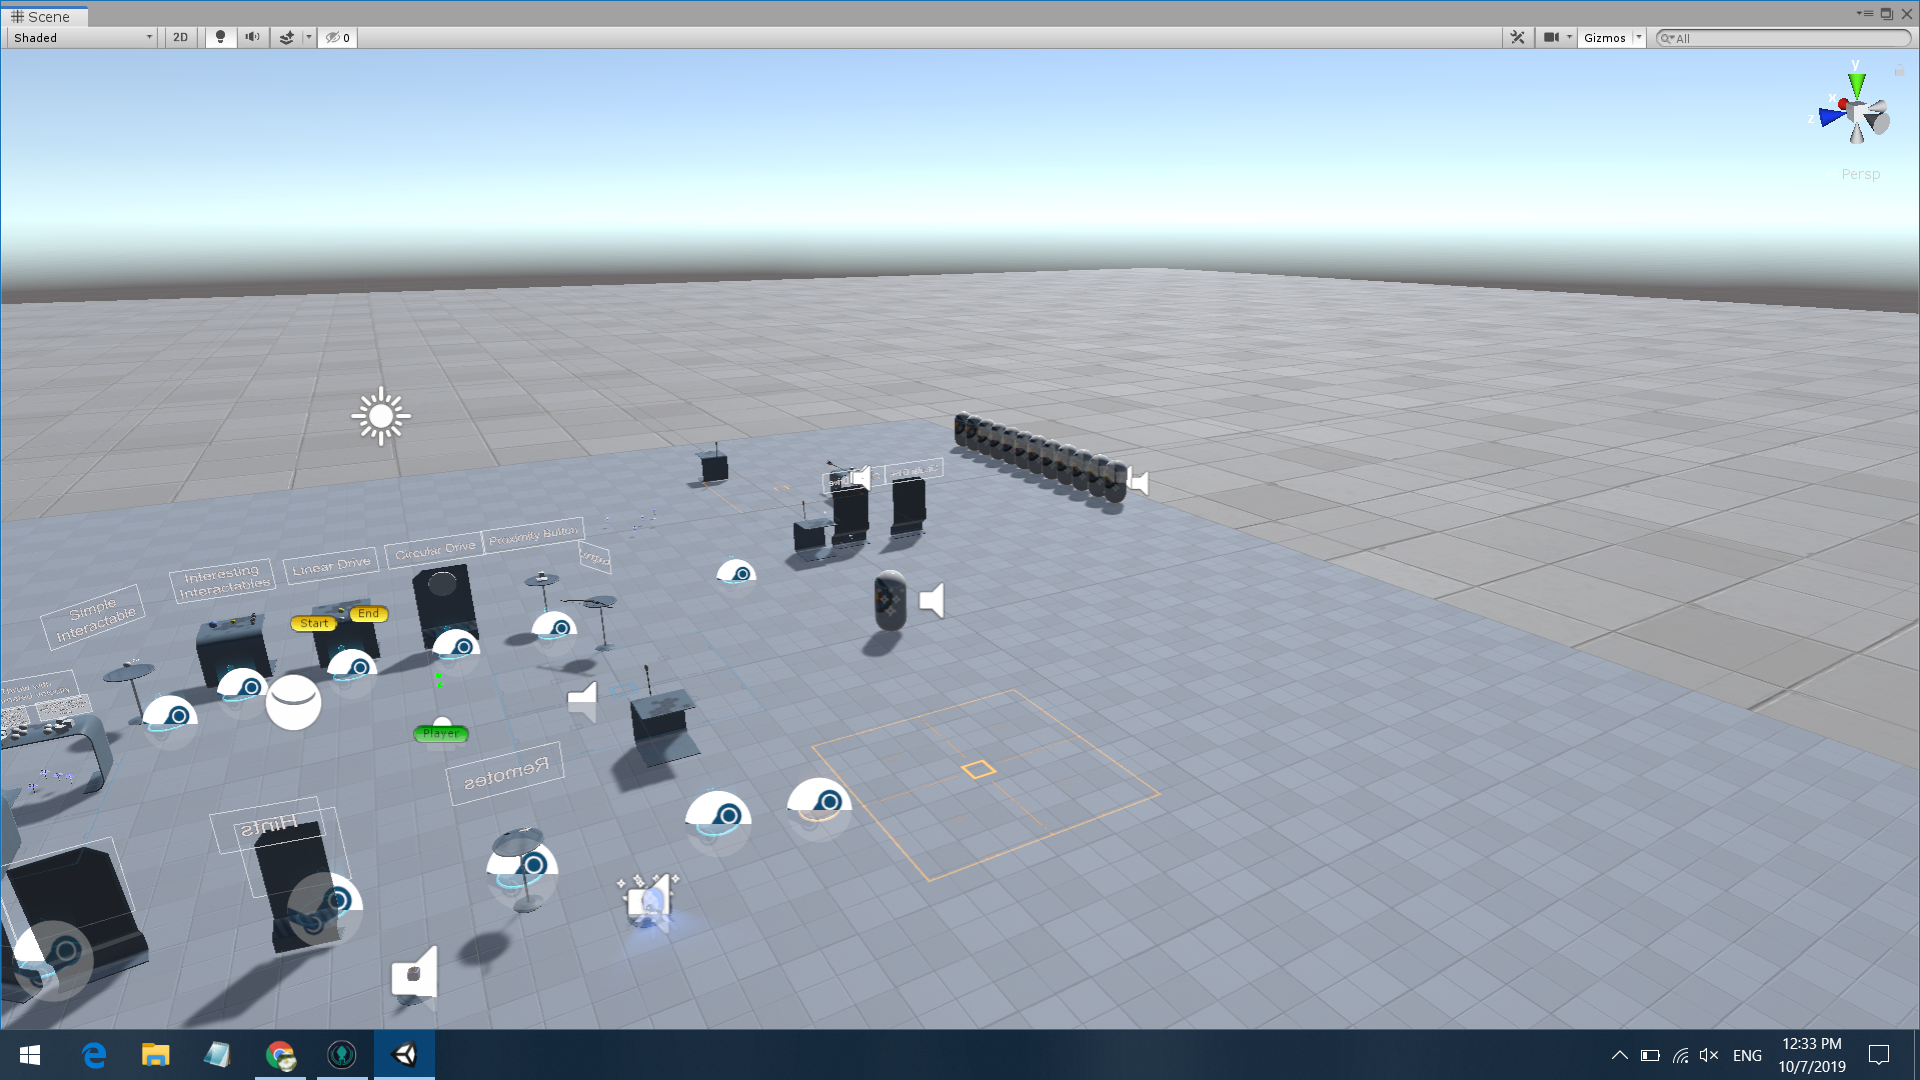 Scene
Shaded
2D
0
Gizmos
All
y
x
z
Persp
Proximity Button
Circular Drive
Linear Drive
Interesting
Interactables
Simple
Interactable
Start
End
Player
Remotes
Hints
ENG
12:33 PM
10/7/2019